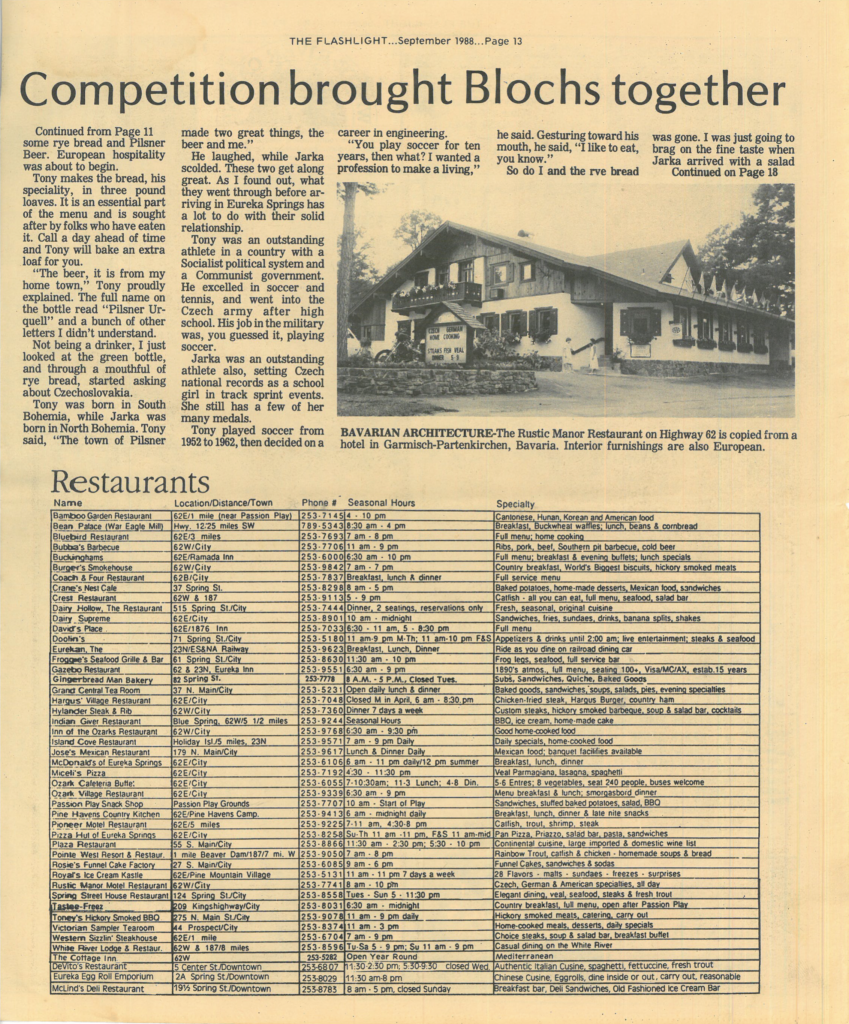 THE FLASHLIGHT...September 1988...Page 13
Competition brought Blochs together
Continued from Page 11
some rye bread and Pilsner
Beer. European hospitality
was about to begin.
Tony makes the bread, his
speciality, in three pound
loaves. It is an essential part
of the menu and is sought
after by folks who have eaten
it. Call a day ahead of time
and Tony will bake an extra
loaf for you.
"The beer, it is from my
home town," Tony proudly
explained. The full name on
the bottle read "Pilsner Ur-
quell" and a bunch of other
letters I didn't understand.
Not being a drinker, I just
looked at the green bottle,
and through a mouthful of
rye bread, started asking
about Czechoslovakia.
Tony was born in South
Bohemia, while Jarka was
born in North Bohemia. Tony
said, "The town of Pilsner
made two great things, the
beer and me."
He laughed, while Jarka
scolded. These two get along
great. As I found out, what
they went through before ar-
riving in Eureka Springs has
a lot to do with their solid
relationship.
Tony was an outstanding
athlete in a country with a
Socialist political system and
a Communist government.
He excelled in soccer and
tennis, and went into the
Czech army after high
school. His job in the military
was, you guessed it, playing
soccer.
Jarka was an outstanding
athlete also, setting Czech
national records as a school
girl in track sprint events.
She still has a few of her
many medals.
Tony played soccer from
1952 to 1962, then decided on a
career in engineering.
"You play soccer for ten
years, then what? I wanted a
profession to make a living,"
he said. Gesturing toward his
mouth, he said, "I like to eat,
you know."
So do I and the rye bread
was gone. I was just going to
brag on the fine taste when
Jarka arrived with a salad
Continued on Page 18
CZECH GERMAN
HOME COOKING
STEAKS FISH VEAL
DINNER
BAVARIAN ARCHITECTURE-The Rustic Manor Restaurant on Highway 62 is copied from a
hotel in Garmisch-Partenkirchen, Bavaria. Interior furnishings are also European.
Restaurants
Name Location/Distance/Town Phone # Seasonal Hours Specialty
Bamboo Garden Restaurant 62E/1 mile (near Passion Play) 253-7145 4 - 10 pm Cantonese, Hunan, Korean and American food
Bean Palace (War Eagle Mill) Hwy. 12/25 miles SW 789-5343 8:30 am - 4 pm Breakfast, Buckwheat waffles; lunch, beans & cornbread
Bluebird Restaurant 62E/3 miles 253-7693 7 am - 8 pm Full menu; home cooking
Bubba's Barbecue 62W/City 253-7706 11 am - 9 pm Ribs, pork, beef, Southern pit barbecue, cold beer
Buckinghams 62E/Ramada Inn 253-6000 6:30 am - 10 pm Full menu; breakfast & evening buffets; lunch specials
Burger's Smokehouse 62W/City 253-9842 7 am - 7 pm Country breakfast, World's Biggest biscuits, hickory smoked meats
Coach & Four Restaurant 62B/City 253-7837 Breakfast, lunch & dinner Full service menu
Crane's Nest Cafe 37 Spring St. 253-8298 8 am - 5 pm Baked potatoes, home-made desserts, Mexican food, sandwiches
Crest Restaurant 62W & 187 253-9113 5 - 9 pm Catfish - all you can eat, full menu, seafood, salad bar
Dairy Hollow, The Restaurant 515 Spring St./City 253-7444 Dinner, 2 seatings, reservations only Fresh, seasonal, original cuisine
Dairy Supreme 62E/City 253-8901 10 am - midnight Sandwiches, fries, sundaes, drinks, banana splits, shakes
David's Place 62E/1876 Inn 253-7033 6:30 - 11 am, 5 - 8:30 pm Full menu
Doolin's 71 Spring St./City 253-5180 11 am-9 pm M-Th; 11 am-10 pm F&S Appetizers & drinks until 2:00 am; live entertainment; steaks & seafood
Eurekan, The 23N/ES&NA Railway 253-9623 Breakfast, Lunch, Dinner Ride as you dine on railroad dining car
Froggie's Seafood Grille & Bar 61 Spring St./City 253-8630 11:30 am - 10 pm Frog legs, seafood, full service bar
Gazebo Restaurant 62 & 23N, Eureka Inn 253-9551 6:30 am - 9 pm 1890's atmos., full menu, seating 100+, Visa/MC/AX, estab.15 years
Gingerbread Man Bakery 82 Spring St. 253-7778 8 A.M. - 5 P.M., Closed Tues. Subs, Sandwiches, Quiche, Baked Goods
Grand Central Tea Room 37 N. Main/City 253-5231 Open daily lunch & dinner Baked goods, sandwiches, soups, salads, pies, evening specialties
Hargus' Village Restaurant 62E/City 253-7048 Closed M in April, 6 am - 8:30 pm Chicken-fried steak, Hargus Burger, country ham
Hylander Steak & Rib 62W/City 253-7360 Dinner 7 days a week Custom steaks, hickory smoked barbeque, soup & salad bar, cocktails
Indian Giver Restaurant Blue Spring, 62W/5 1/2 miles 253-9244 Seasonal Hours BBQ, ice cream, home-made cake
Inn of the Ozarks Restaurant 62W/City 253-9768 6:30 am - 9:30 pm Good home-cooked food
Island Cove Restaurant Holiday Isl./5 miles, 23N 253-9571 7 am - 9 pm Daily Daily specials, home-cooked food
Jose's Mexican Restaurant 179 N. Main/City 253-9617 Lunch & Dinner Daily Mexican food; banquet facilities available
McDonald's of Eureka Springs 62E/City 253-6106 6 am - 11 pm daily/12 pm summer Breakfast, lunch, dinner
Miceli's Pizza 62E/City 253-7192 4:30 - 11:30 pm Veal Parmagiana, lasagna, spaghetti
Ozark Cafeteria Buffet 62E/City 253-6055 7-10:30am; 11-3 Lunch; 4-8 Din. 5-6 Entres; 8 vegetables, seat 240 people, buses welcome
Ozark Village Restaurant 62E/City 253-9339 6:30 am - 9 pm Menu breakfast & lunch; smorgasbord dinner
Passion Play Snack Shop Passion Play Grounds 253-7707 10 am - Start of Play Sandwiches, stuffed baked potatoes, salad, BBQ
Pine Havens Country Kitchen 62E/Pine Havens Camp. 253-9413 6 am - midnight daily Breakfast, lunch, dinner & late nite snacks
Pioneer Motel Restaurant 62E/5 miles 253-9225 7-11 am, 4:30-8 pm Catfish, trout, shrimp, steak
Pizza Hut of Eureka Springs 62E/City 253-8258 Su-Th 11 am -11 pm, F&S 11 am-mid. Pan Pizza, Priazzo, salad bar, pasta, sandwiches
Plaza Restaurant 55 S. Main/City 253-8866 11:30 am - 2:30 pm; 5:30 - 10 pm Continental cuisine, large imported & domestic wine list
Pointe West Resort & Restaur. 1 mile Beaver Dam/187/7 mi. W 253-9050 7 am - 8 pm Rainbow Trout, catfish & chicken - homemade soups & bread
Rosie's Funnel Cake Factory 27 S. Main/City 253-6085 9 am - 6 pm Funnel Cakes, sandwiches & sodas
Royal's Ice Cream Kastle 62E/Pine Mountain Village 253-5131 11 am - 11 pm 7 days a week 28 Flavors - malts - sundaes - freezes - surprises
Rustic Manor Motel Restaurant 62W/City 253-7741 8 am - 10 pm Czech, German & American specialties, all day
Spring Street House Restaurant 124 Spring St./City 253-8558 Tues - Sun 5 - 11:30 pm Elegant dining, veal, seafood, steaks & fresh trout
Tastee-Freez 209 Kingshighway/City 253-8031 6:30 am - midnight Country breakfast, full menu, open after Passion Play
Toney's Hickory Smoked BBQ 275 N. Main St./City 253-9078 11 am - 9 pm daily Hickory smoked meats, catering, carry out
Victorian Sampler Tearoom 44 Prospect/City 253-8374 11 am - 3 pm Home-cooked meals, desserts, daily specials
Western Sizzlin' Steakhouse 62E/1 mile 253-6704 7 am - 9 pm Choice steaks, soup & salad bar, breakfast buffet
White River Lodge & Restaur. 62W & 187/8 miles 253-8596 Tu-Sa 5 - 9 pm; Su 11 am - 9 pm Casual dining on the White River
The Cottage Inn 62W 253-5282 Open Year Round Mediterranean
DeVito's Restaurant 5 Center St./Downtown 253-6807 11:30-2:30 pm; 5:30-9:30 closed Wed. Authentic Italian Cusine, spaghetti, fettuccine, fresh trout
Eureka Egg Roll Emporium 2A Spring St./Downtown 253-8029 11:30 am-8 pm Chinese Cusine, Eggrolls, dine inside or out, carry out, reasonable
McLind's Deli Restaurant 19½ Spring St./Downtown 253-8783 8 am - 5 pm, closed Sunday Breakfast bar, Deli Sandwiches, Old Fashioned Ice Cream Bar